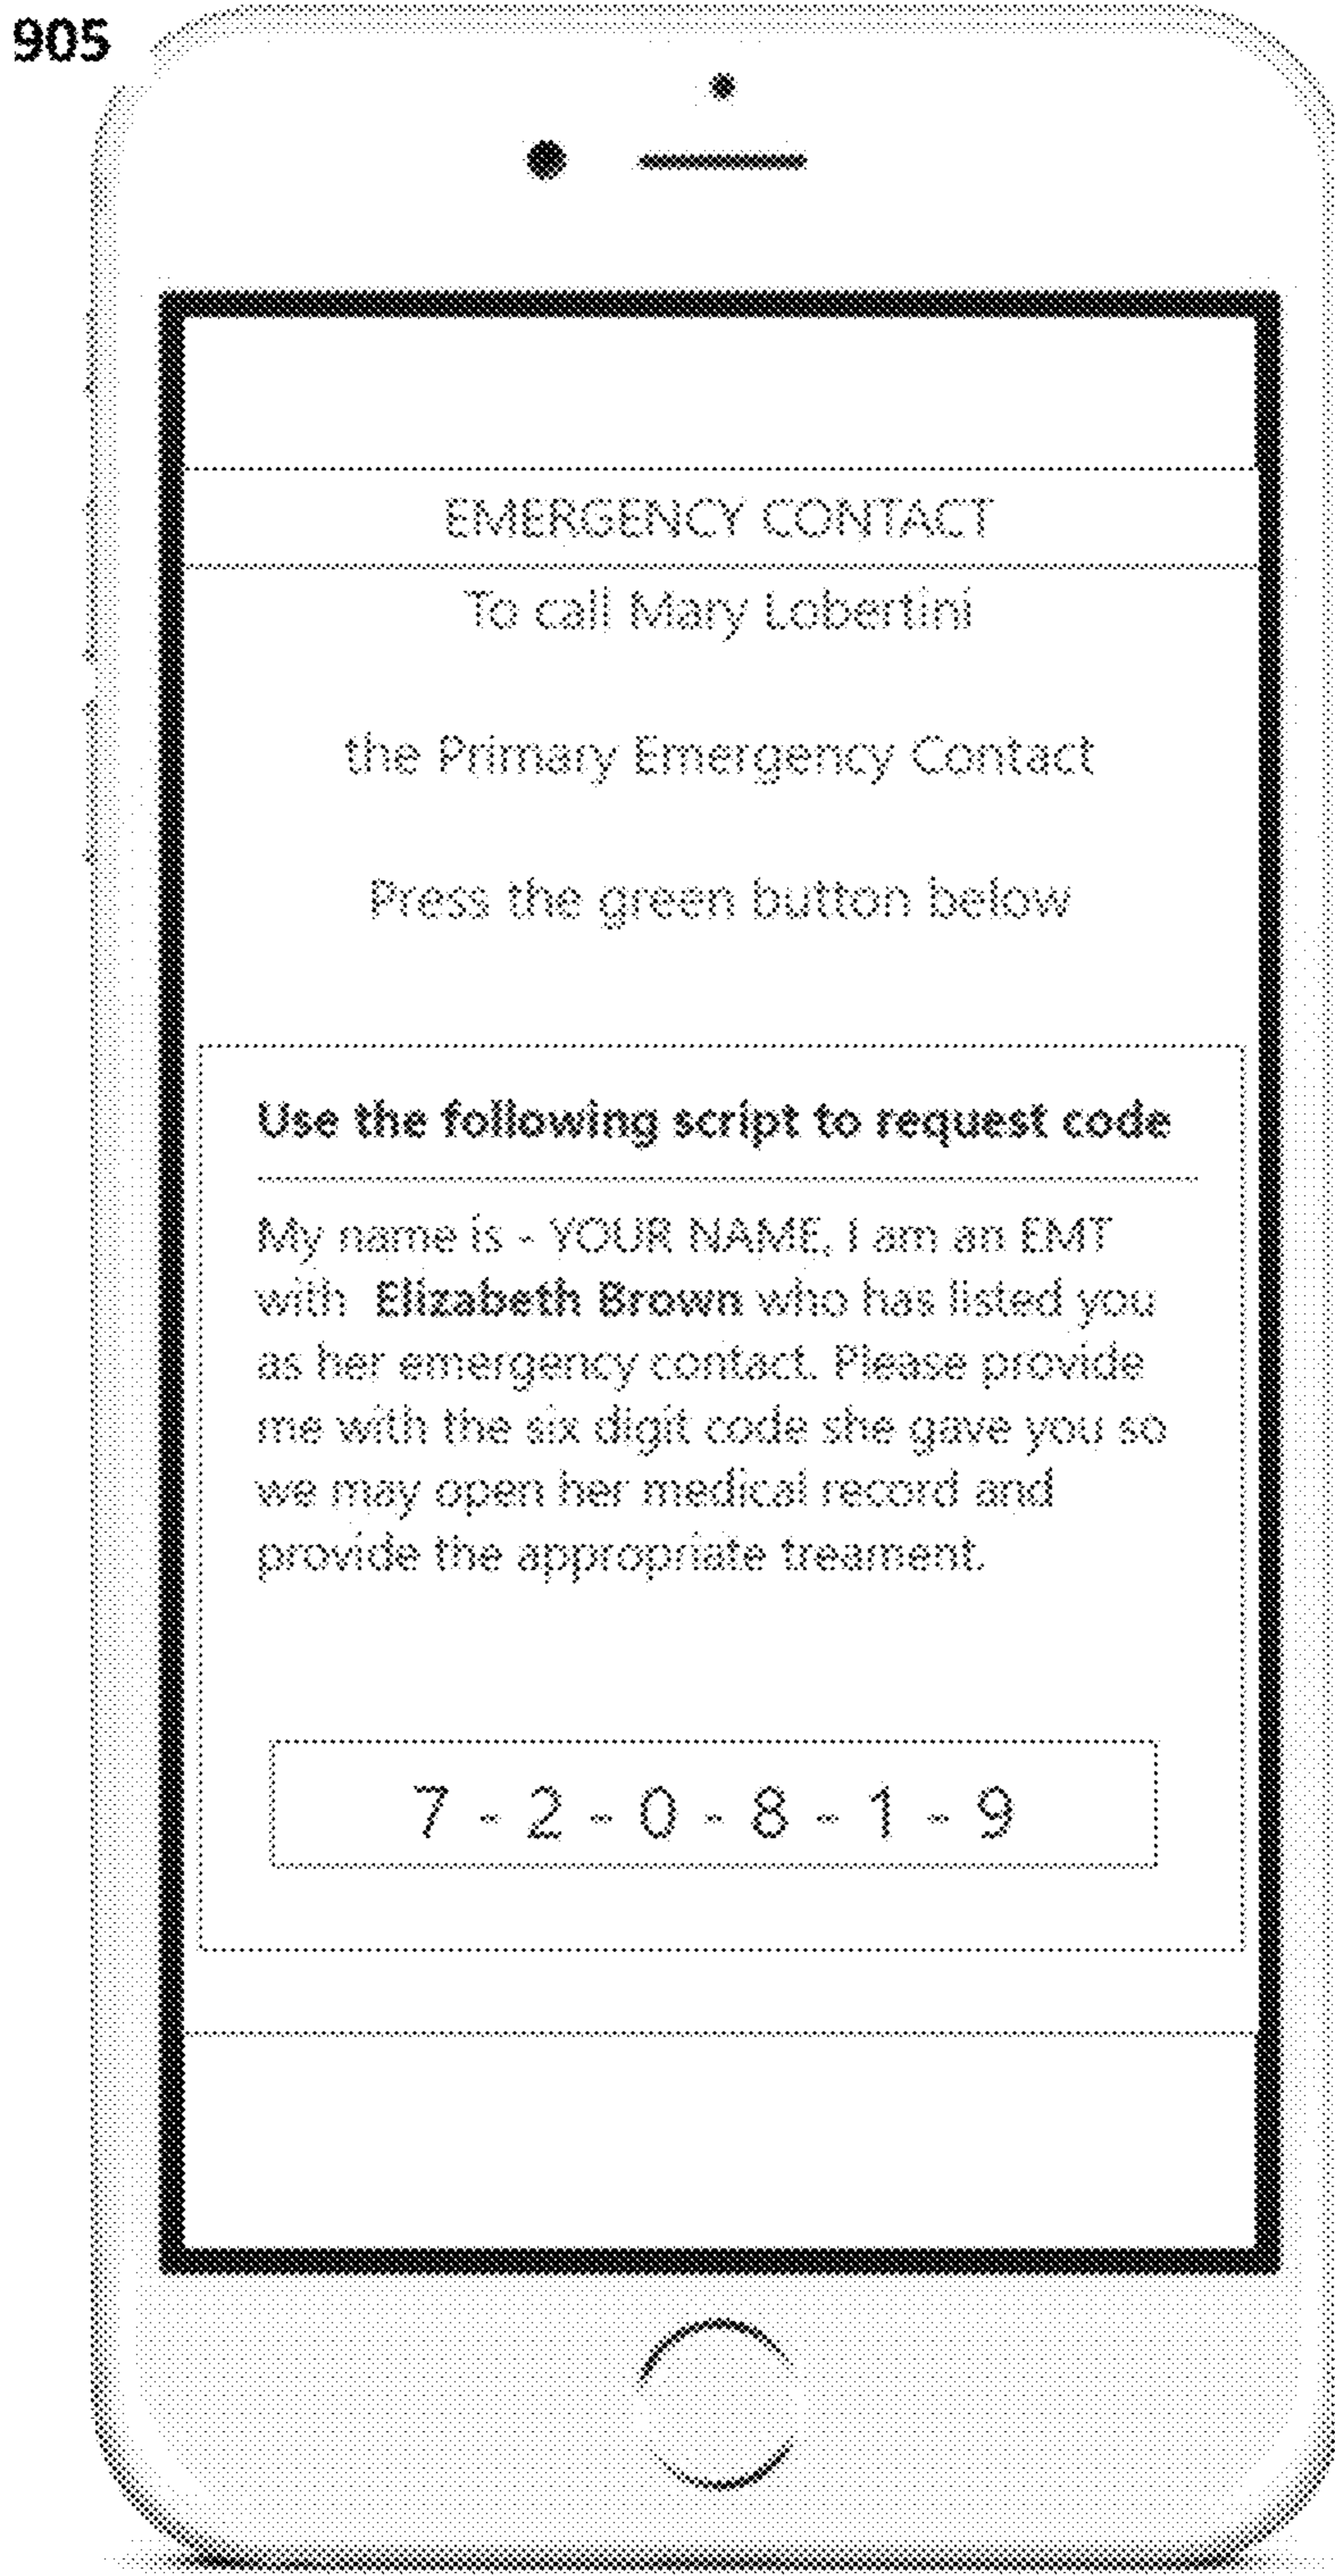 905
EMERGENCY CONTACT
To call Mary Lobertini
the Primary Emergency Contact
Press the green button below
Use the following script to request code
My name is - YOUR NAME, I am an EMT
with Elizabeth Brown who has listed you
as her emergency contact. Please provide
me with the six digit code she gave you so
we may open her medical record and
provide the appropriate treament.
7 - 2 - 0 - 8 - 1 - 9